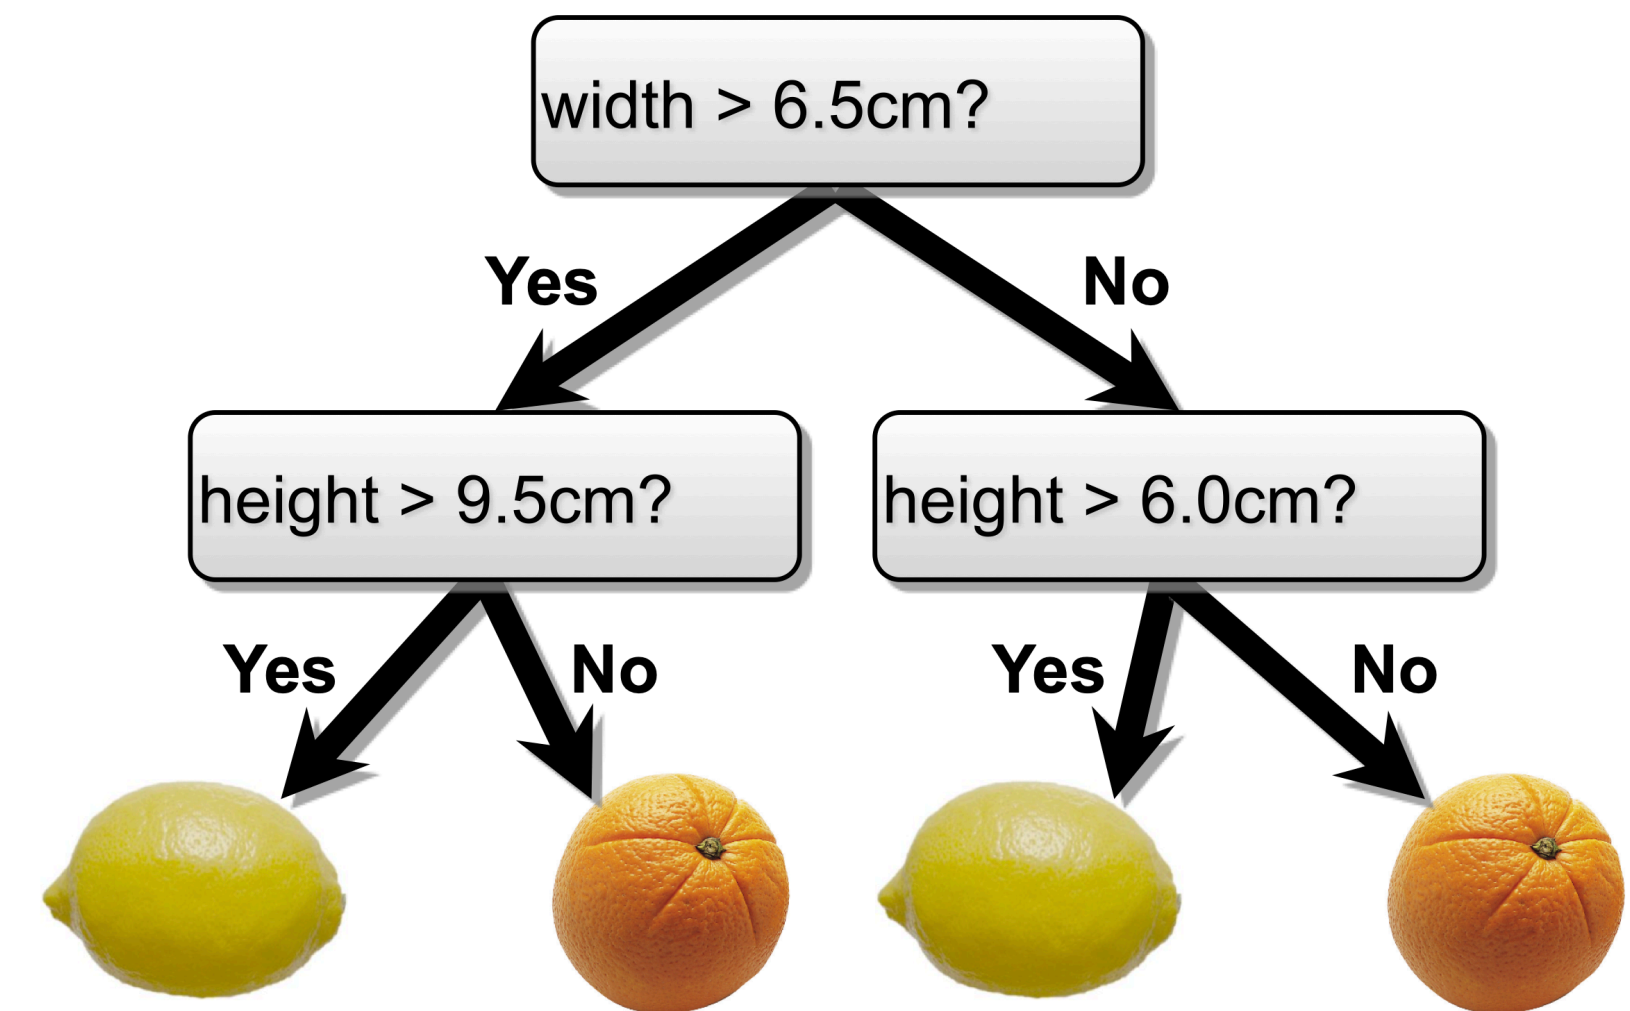 width > 6.5cm?
Yes
No
height > 9.5cm?
height > 6.0cm?
Yes
No
Yes
No